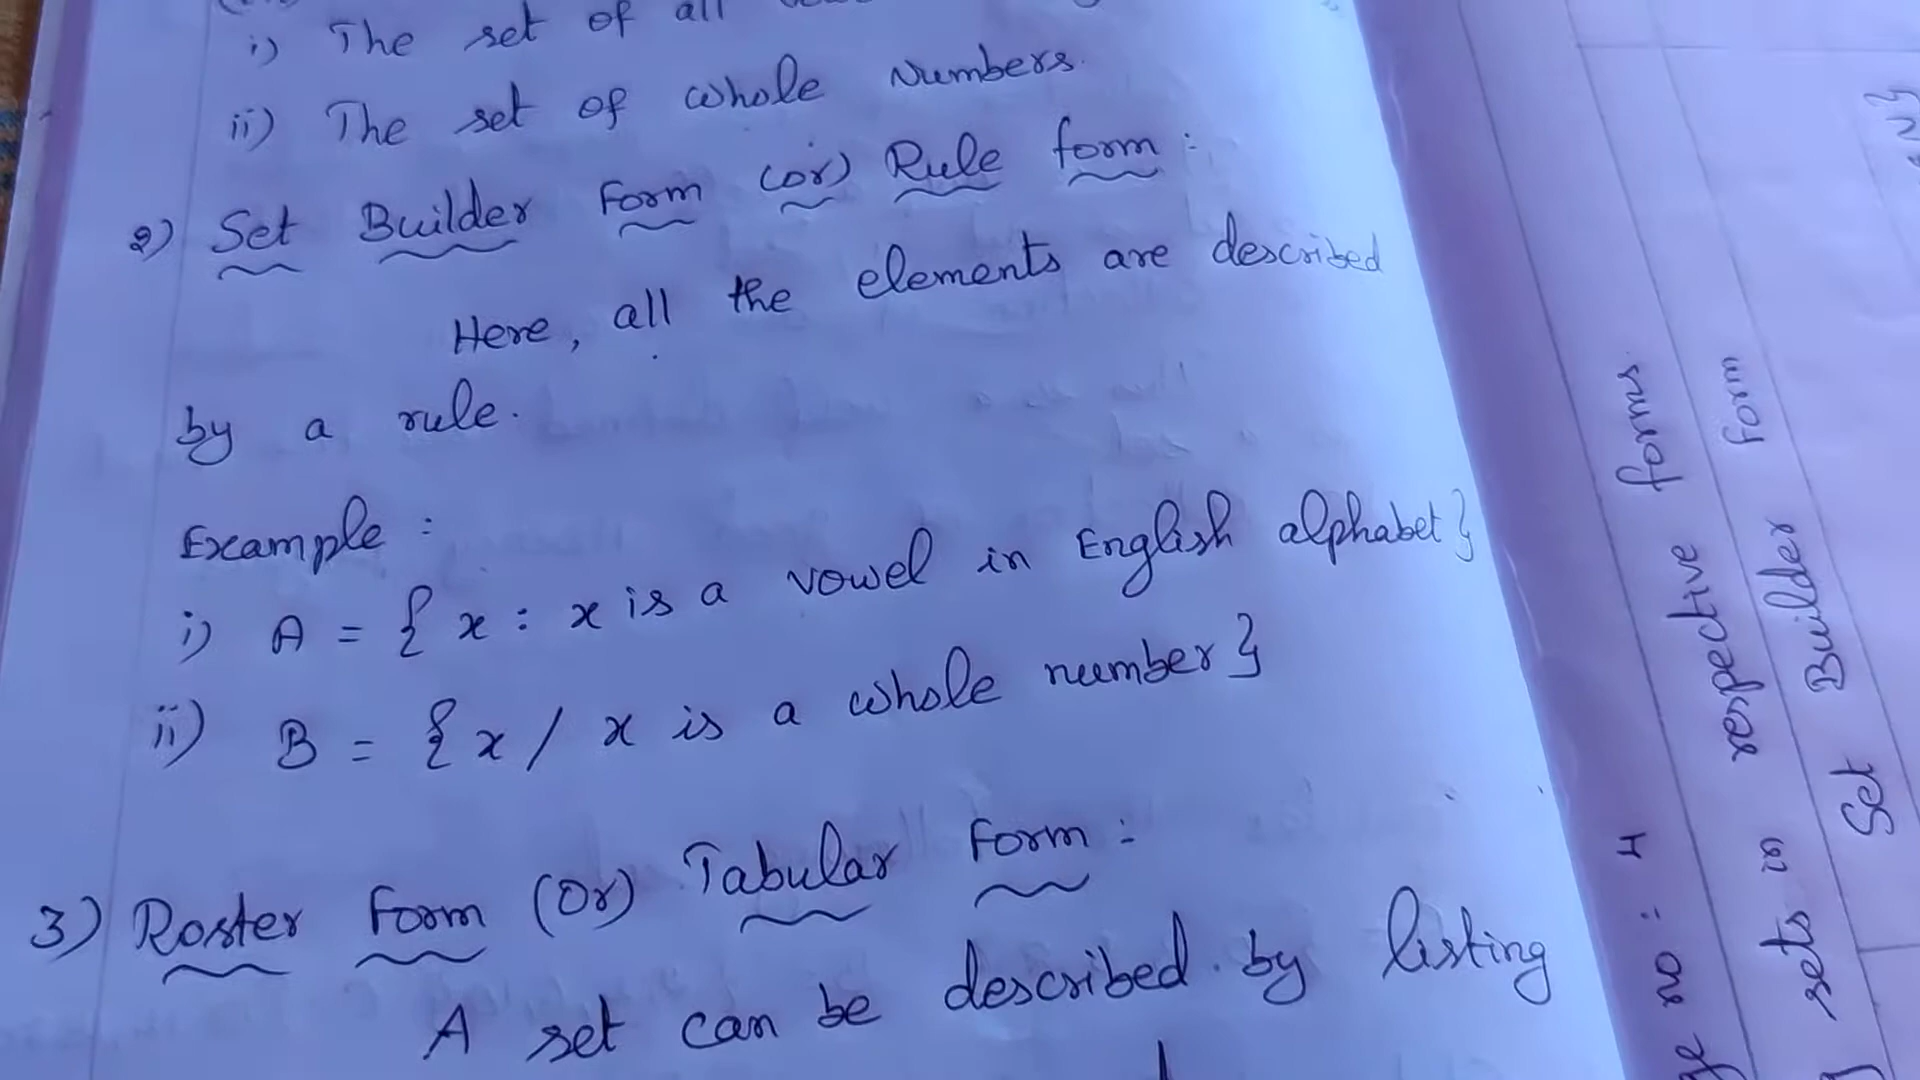 i) The set of all
ii) The set of whole Numbers.
2) Set Builder Form (or) Rule form :
Here, all the elements are described
by a rule.
Example :
i) A = { x : x is a vowel in English alphabet}
ii) B = {x / x is a whole number}
3) Roster Form (Or) Tabular Form :
A set can be described by listing
no : 4
sets in respective forms.
Set Builder form